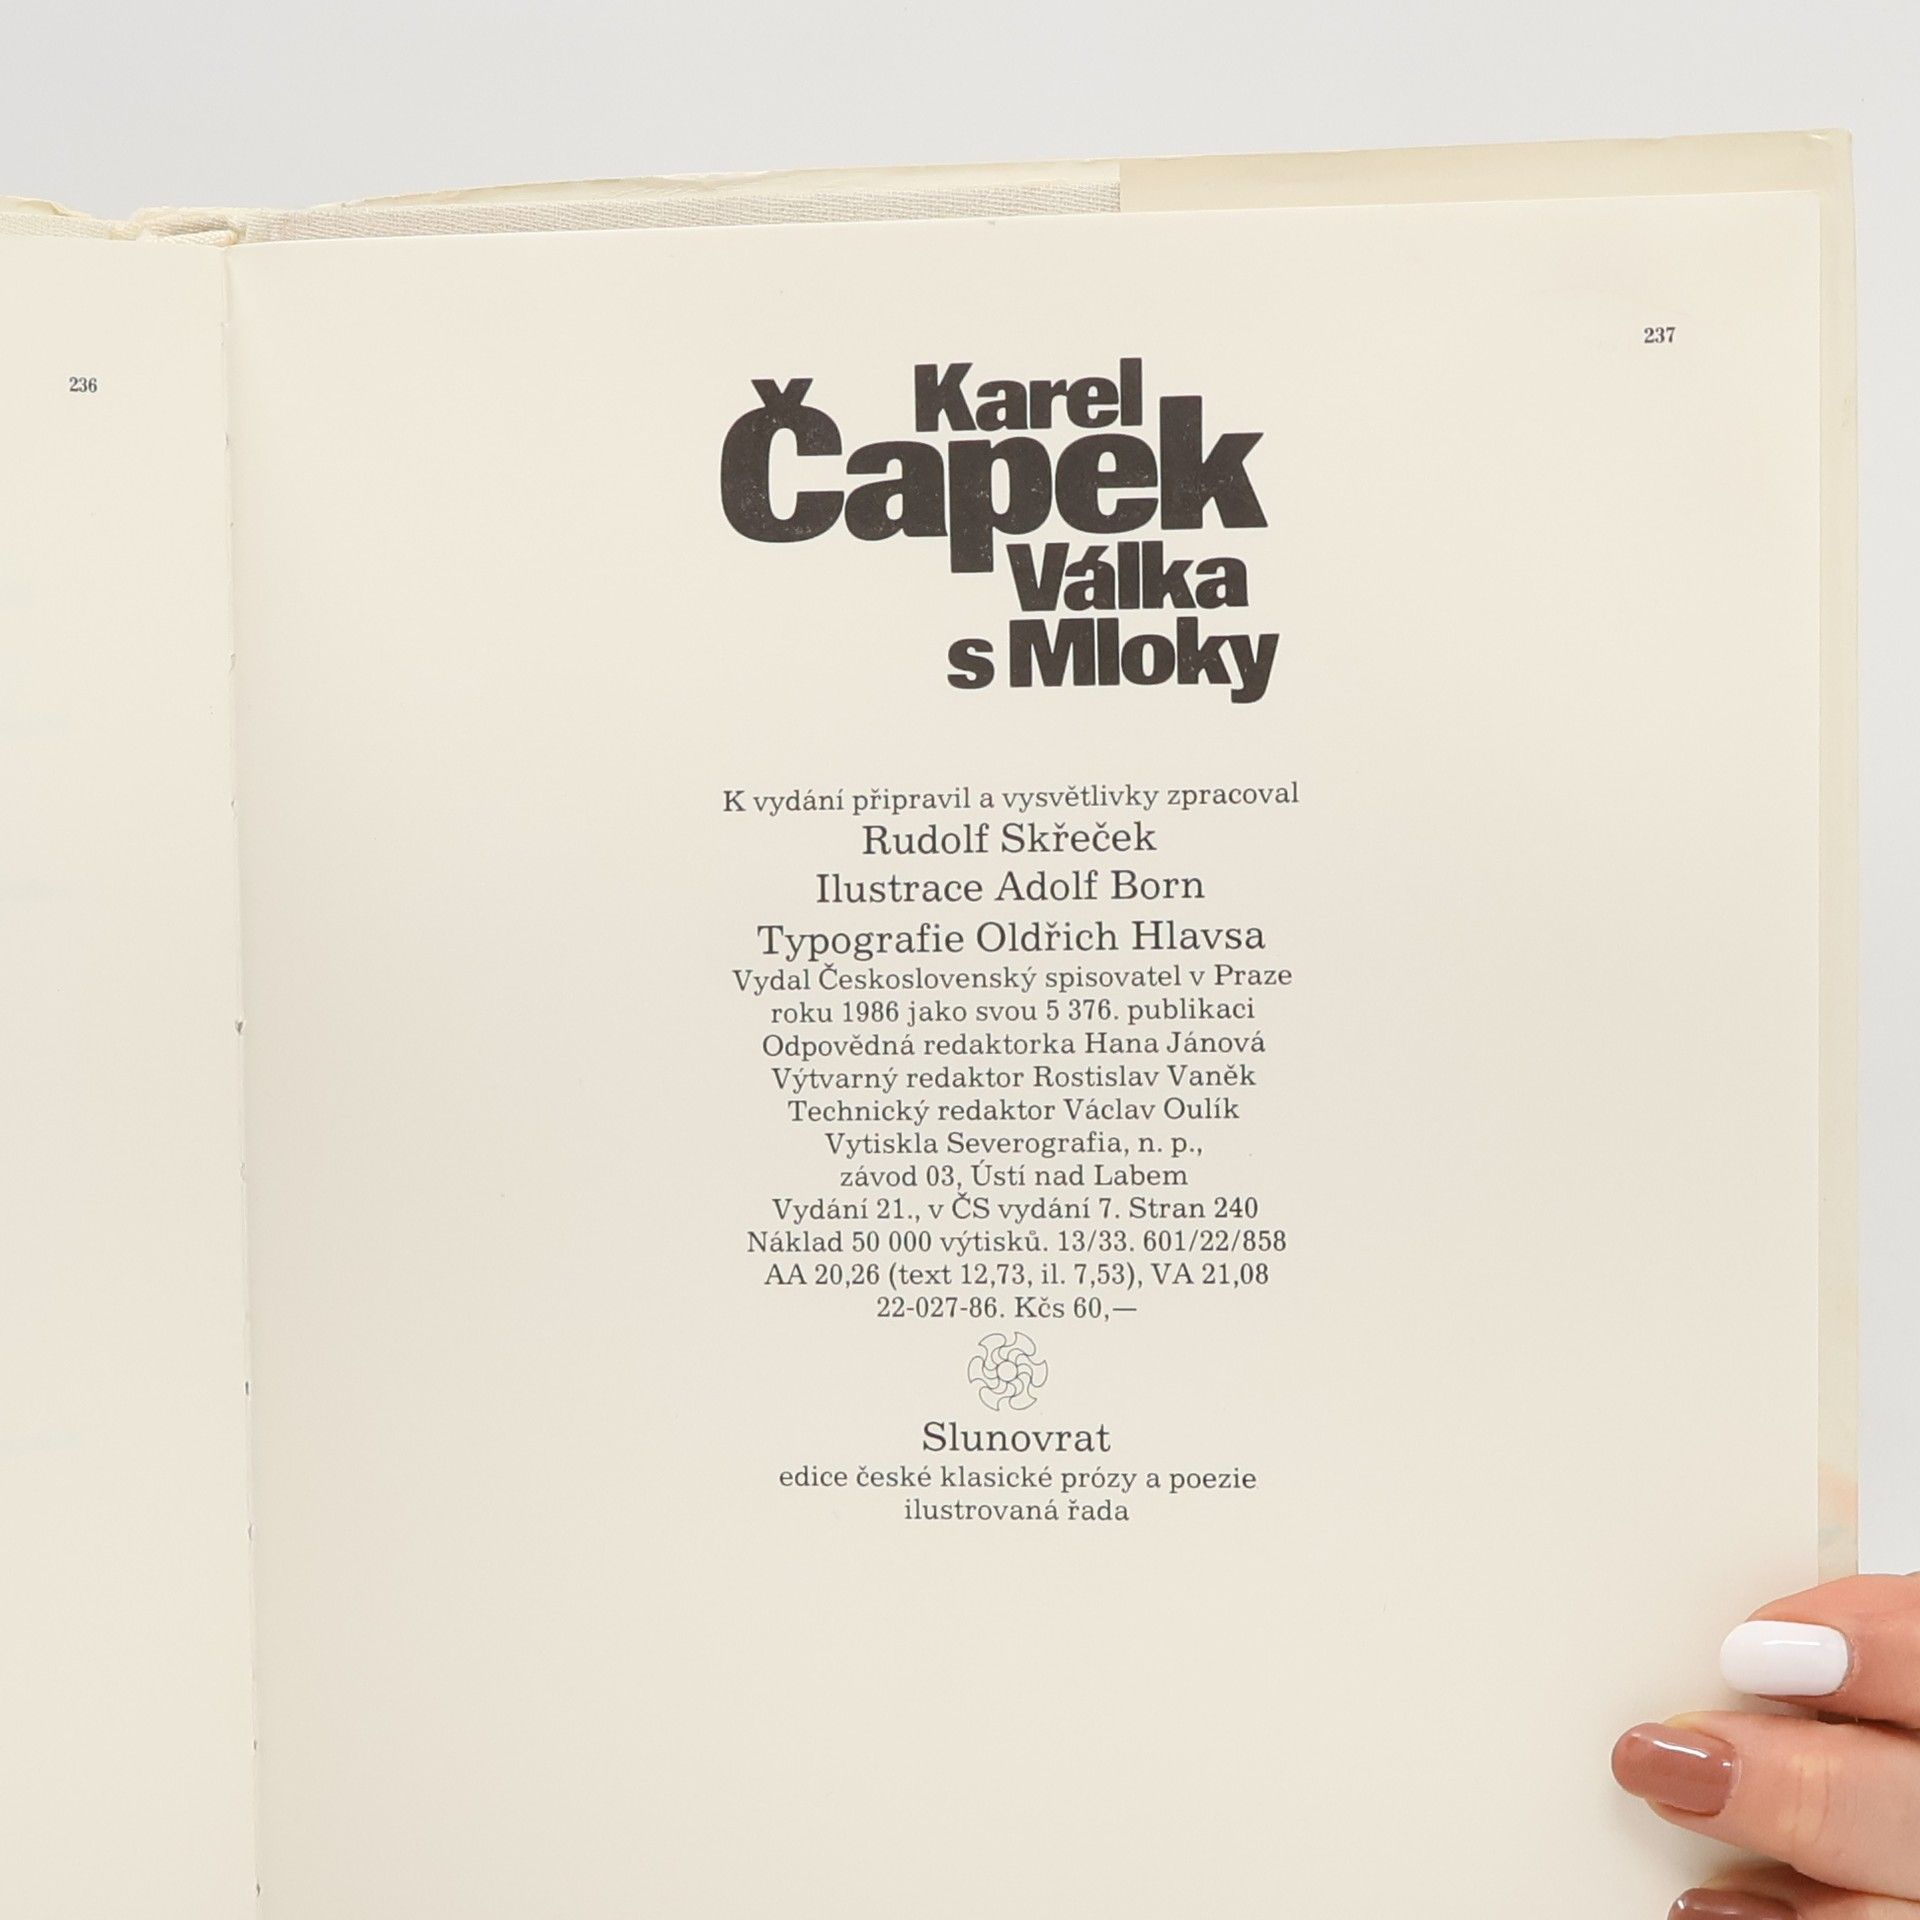 236
237
Karel
Čapek
Válka
s Mloky
K vydání připravil a vysvětlivky zpracoval
Rudolf Skřeček
Ilustrace Adolf Born
Typografie Oldřich Hlavsa
Vydal Československý spisovatel v Praze
roku 1986 jako svou 5 376. publikaci
Odpovědná redaktorka Hana Jánová
Výtvarný redaktor Rostislav Vaněk
Technický redaktor Václav Oulík
Vytiskla Severografia, n. p.,
závod 03, Ústí nad Labem
Vydání 21., v ČS vydání 7. Stran 240
Náklad 50 000 výtisků. 13/33. 601/22/858
AA 20,26 (text 12,73, il. 7,53), VA 21,08
22-027-86. Kčs 60,—
Slunovrat
edice české klasické prózy a poezie
ilustrovaná řada